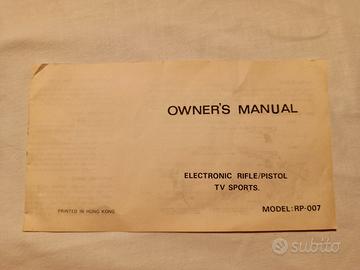 OWNER'S MANUAL
ELECTRONIC RIFLE/PISTOL
TV SPORTS.
PRINTED IN HONG KONG
MODEL:RP-007
subito